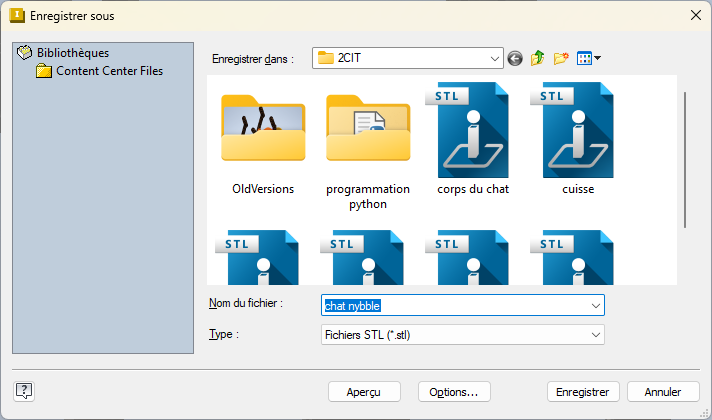 Enregistrer sous
Bibliothèques
Content Center Files
Enregistrer dans :
2CIT
STL
STL
OldVersions
programmation
python
corps du chat
cuisse
STL
STL
STL
STL
Nom du fichier :
chat nybble
Type :
Fichiers STL (*.stl)
Aperçu
Options...
Enregistrer
Annuler